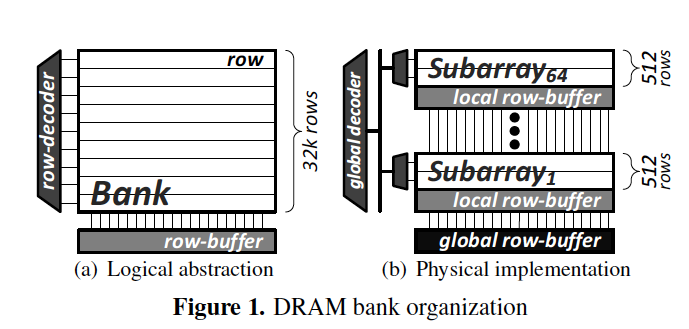 row-decoder
row
Bank
32k rows
row-buffer
(a) Logical abstraction
global decoder
Subarray64
local row-buffer
512
rows
Subarray1
local row-buffer
512
rows
global row-buffer
(b) Physical implementation
Figure 1. DRAM bank organization